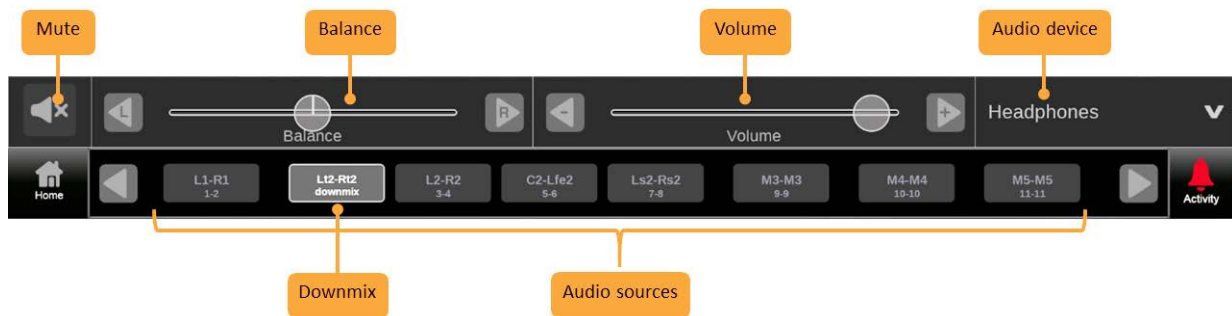 Mute
Balance
Volume
Audio device
L
R
Balance
-
+
Volume
Headphones
Home
L1-R1
1-2
Lt2-Rt2
downmix
L2-R2
3-4
C2-Lfe2
5-6
Ls2-Rs2
7-8
M3-M3
9-9
M4-M4
10-10
M5-M5
11-11
Activity
Downmix
Audio sources